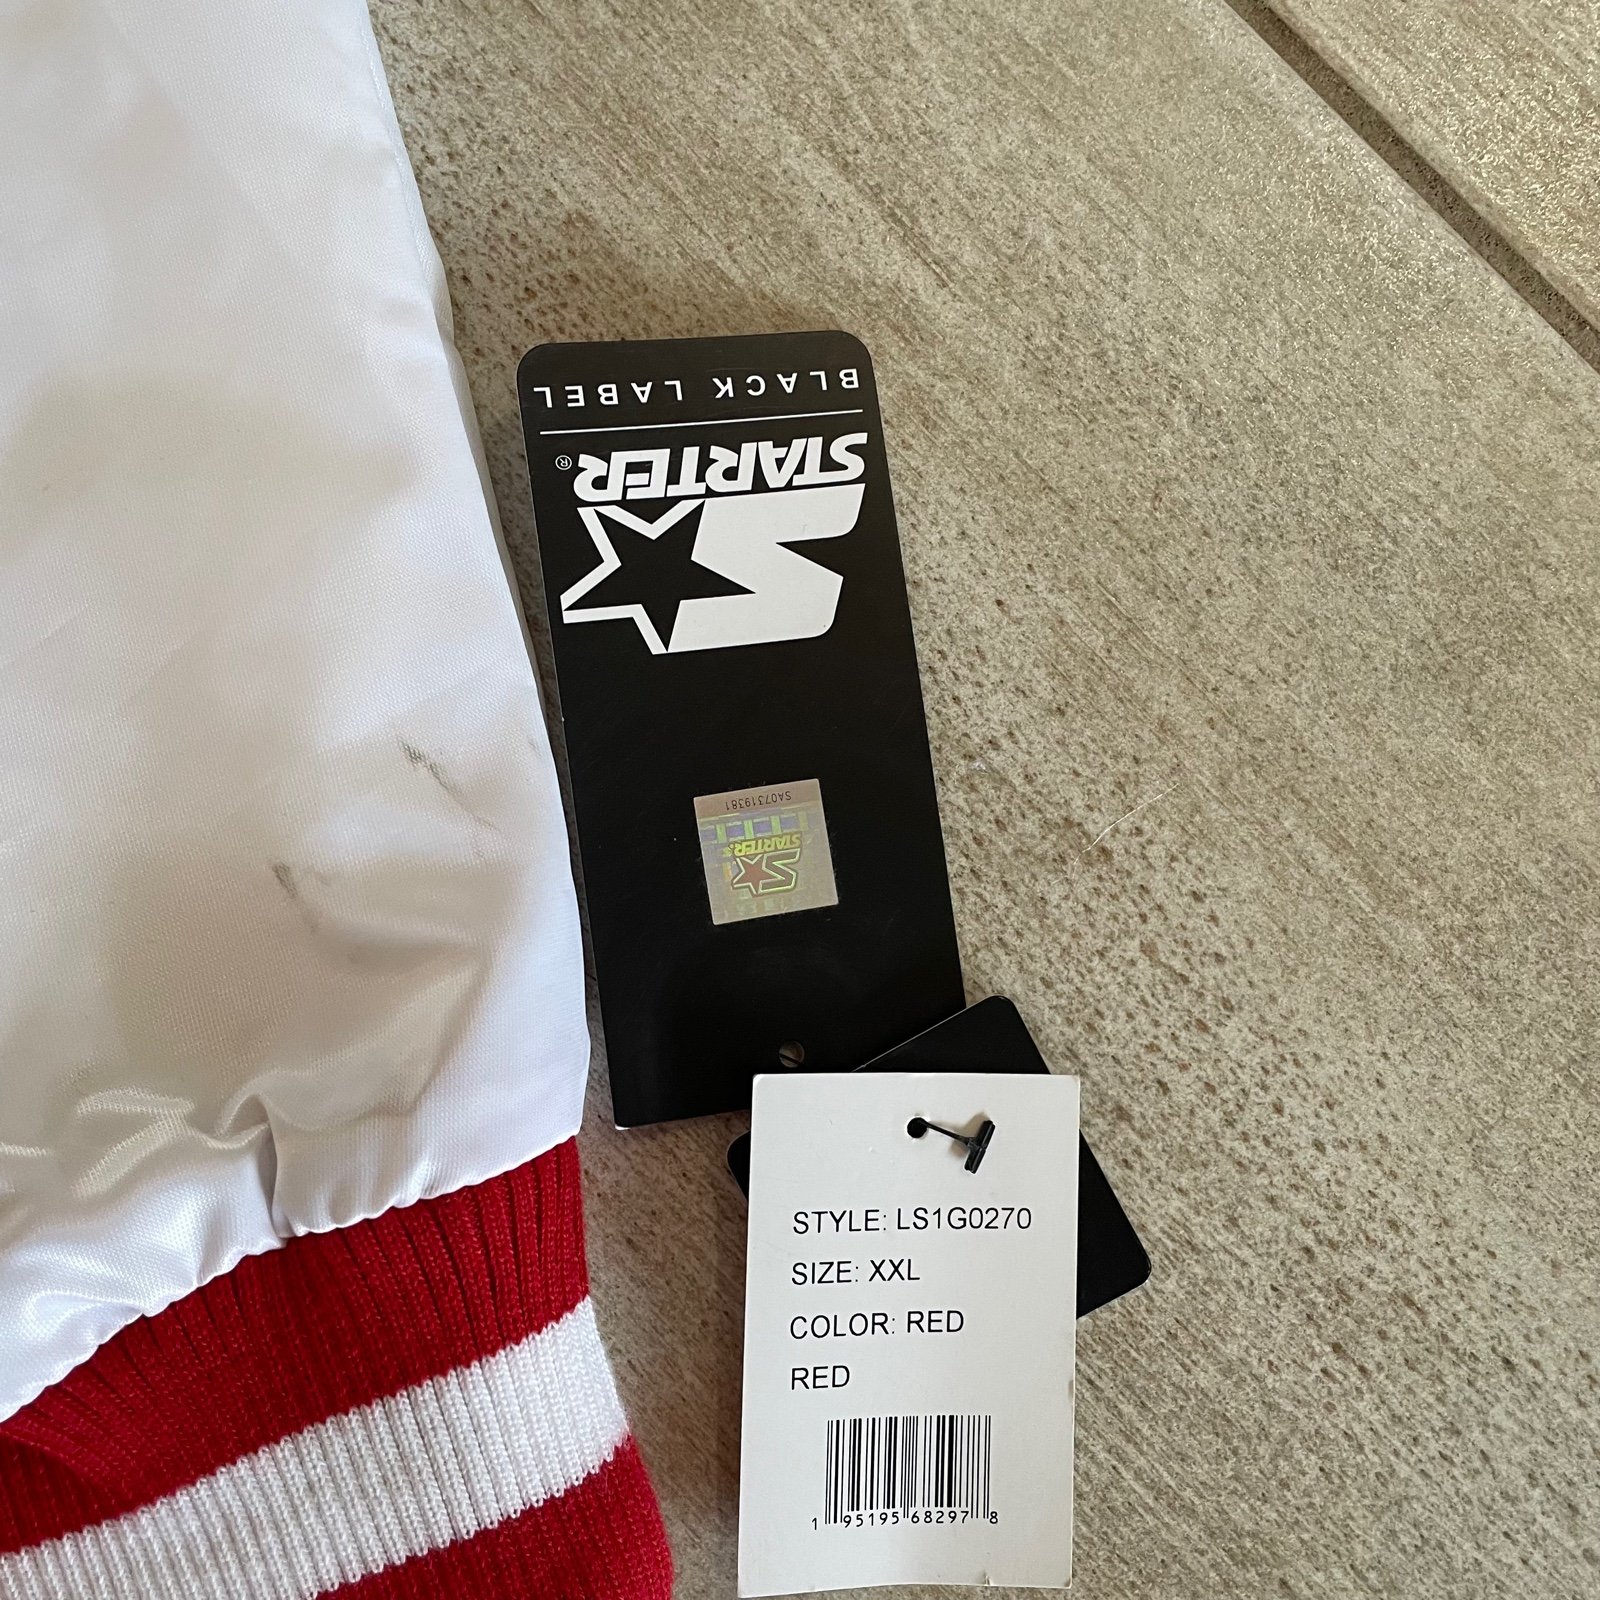 STARTER®
BLACK LABEL
STARTER
SA07319381
STYLE: LS1G0270
SIZE: XXL
COLOR: RED
RED
1 95195 68297 8